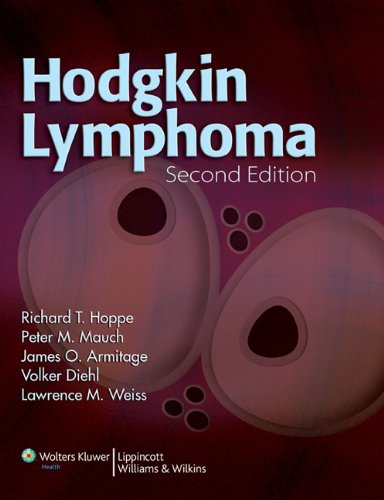 Hodgkin
Lymphoma
Second Edition
Richard T. Hoppe
Peter M. Mauch
James O. Armitage
Volker Diehl
Lawrence M. Weiss
Wolters Kluwer
Health
Lippincott
Williams & Wilkins